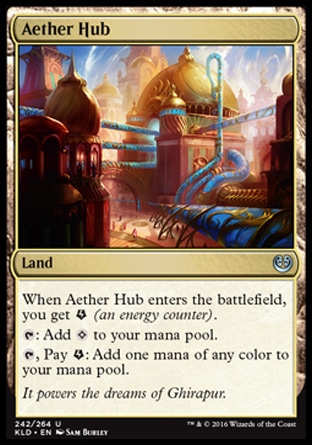 Aether Hub
Land
When Aether Hub enters the battlefield,
you get (an energy counter).
: Add to your mana pool.
, Pay : Add one mana of any color to
your mana pool.
It powers the dreams of Ghirapur.
242/264 U
KLD • EN SAM BURLEY
™ & © 2016 Wizards of the Coast